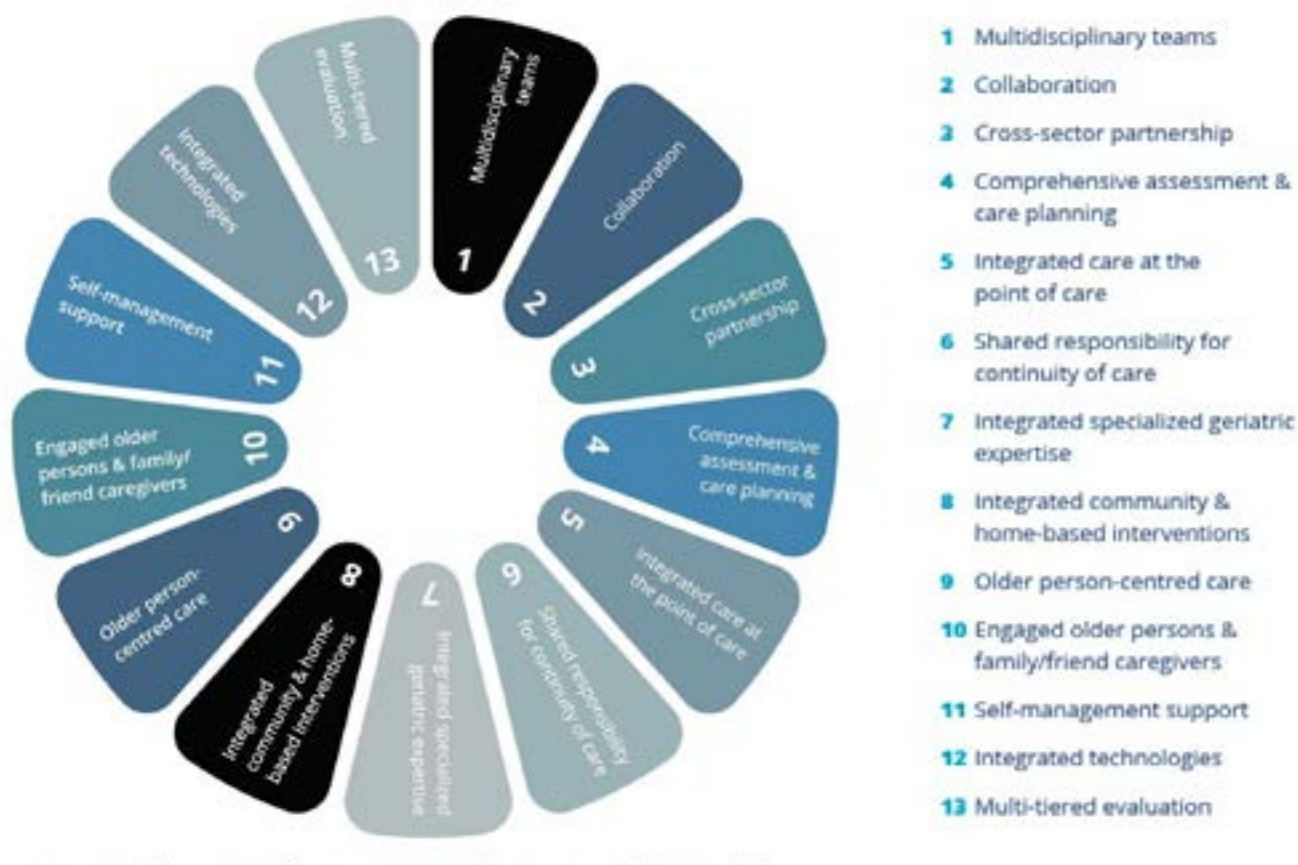 Multidisciplinary
teams
1
Collaboration
2
Cross-sector
partnership
3
Comprehensive
assessment &
care planning
4
Integrated care at
the point of care
5
Shared responsibility
for continuity of care
6
Integrated specialized
geriatric expertise
7
Integrated
community & home-
based interventions
8
Older person-
centred care
9
Engaged older
persons & family/
friend caregivers
10
Self-management
support
11
Integrated
technologies
12
Multi-tiered
evaluation
13
1 Multidisciplinary teams
2 Collaboration
3 Cross-sector partnership
4 Comprehensive assessment &
care planning
5 Integrated care at the
point of care
6 Shared responsibility for
continuity of care
7 Integrated specialized geriatric
expertise
8 Integrated community &
home-based interventions
9 Older person-centred care
10 Engaged older persons &
family/friend caregivers
11 Self-management support
12 Integrated technologies
13 Multi-tiered evaluation